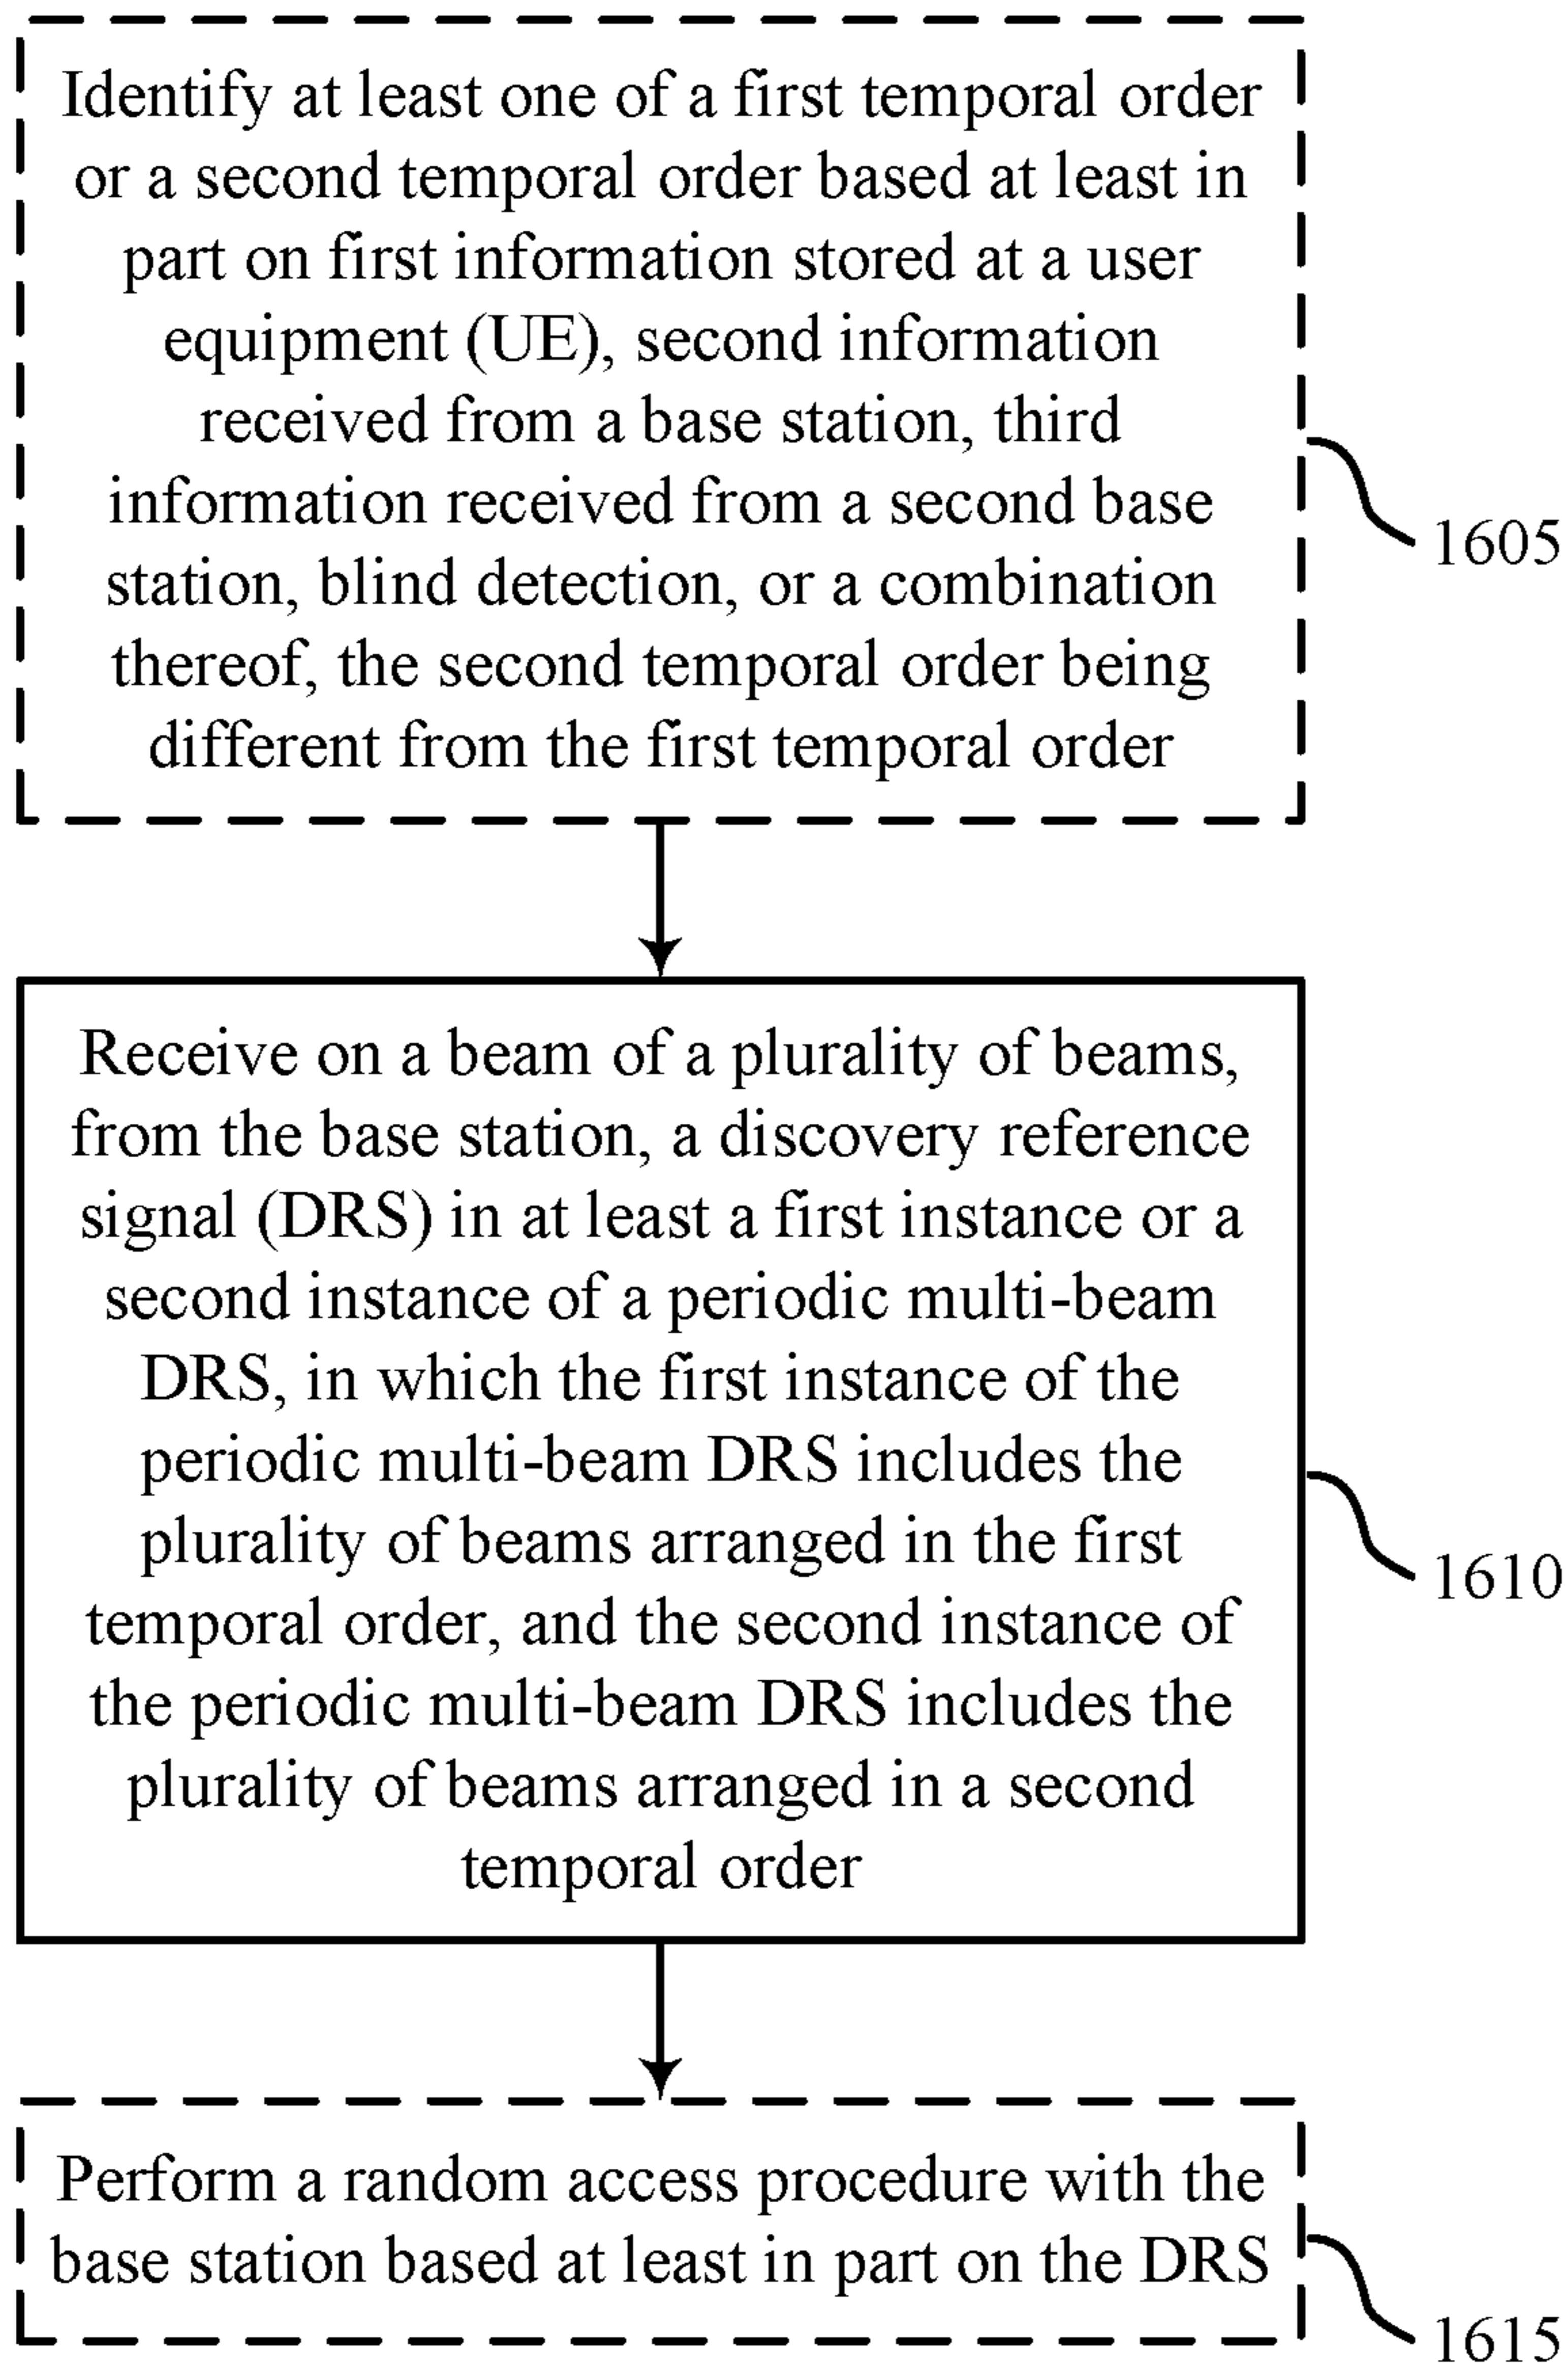 Identify at least one of a first temporal order
or a second temporal order based at least in
part on first information stored at a user
equipment (UE), second information
received from a base station, third
information received from a second base
station, blind detection, or a combination
thereof, the second temporal order being
different from the first temporal order
1605
Receive on a beam of a plurality of beams,
from the base station, a discovery reference
signal (DRS) in at least a first instance or a
second instance of a periodic multi-beam
DRS, in which the first instance of the
periodic multi-beam DRS includes the
plurality of beams arranged in the first
temporal order, and the second instance of
the periodic multi-beam DRS includes the
plurality of beams arranged in a second
temporal order
1610
Perform a random access procedure with the
base station based at least in part on the DRS
1615